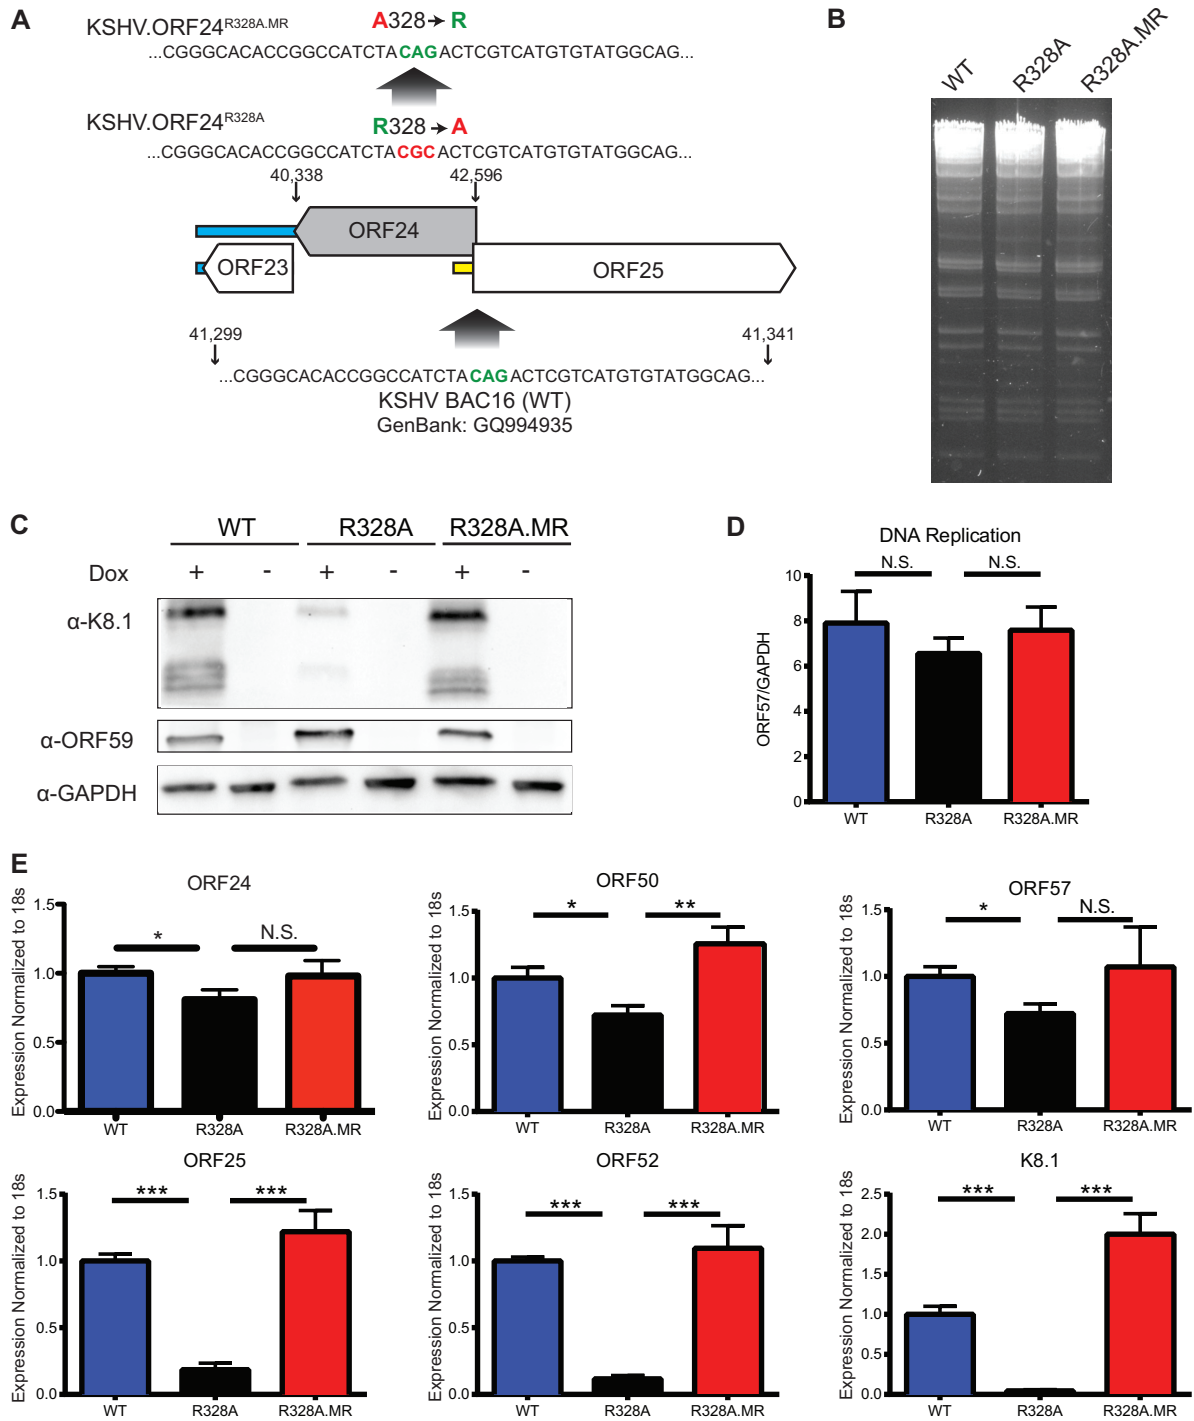 A
KSHV.ORF24R328A.MR
A328→R
...CGGGCACACCGGCCATCTACAGACTCGTCATGTGTATGGCAG...
KSHV.ORF24R328A
R328→A
...CGGGCACACCGGCCATCTACGCACTCGTCATGTGTATGGCAG...
40,338
42,596
ORF24
ORF23
ORF25
41,299
41,341
...CGGGCACACCGGCCATCTACAGACTCGTCATGTGTATGGCAG...
KSHV BAC16 (WT)
GenBank: GQ994935
B
WT
R328A
R328A.MR
C
WT
R328A
R328A.MR
Dox
+
-
+
-
+
-
α-K8.1
α-ORF59
α-GAPDH
D
DNA Replication
N.S.
N.S.
ORF57/GAPDH
10
8
6
4
2
0
WT
R328A
R328A.MR
E
ORF24
Expression Normalized to 18s
1.5
1.0
0.5
0.0
*
N.S.
WT
R328A
R328A.MR
ORF50
Expression Normalized to 18s
1.5
1.0
0.5
0.0
*
**
WT
R328A
R328A.MR
ORF57
Expression Normalized to 18s
1.5
1.0
0.5
0.0
*
N.S.
WT
R328A
R328A.MR
ORF25
Expression Normalized to 18s
1.5
1.0
0.5
0.0
***
***
WT
R328A
R328A.MR
ORF52
Expression Normalized to 18s
1.5
1.0
0.5
0.0
***
***
WT
R328A
R328A.MR
K8.1
Expression Normalized to 18s
2.5
2.0
1.5
1.0
0.5
0.0
***
***
WT
R328A
R328A.MR